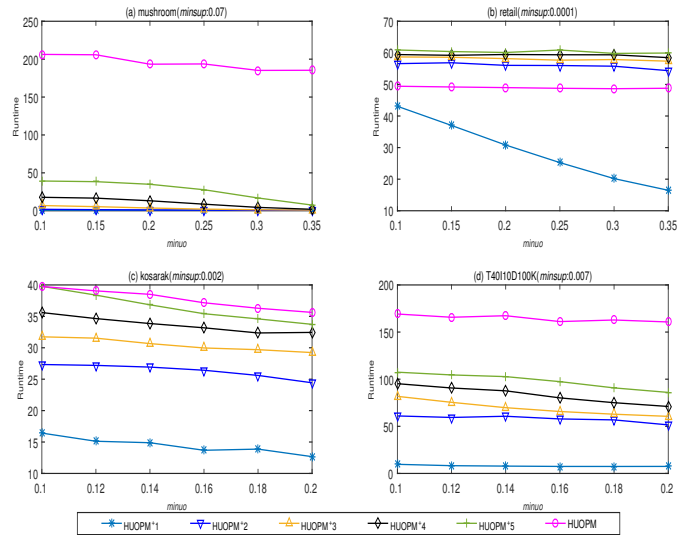 (a) mushroom(minsup:0.07)
250
200
150
100
50
0
Runtime
0.1 0.15 0.2 0.25 0.3 0.35
minuo
(b) retail(minsup:0.0001)
70
60
50
40
30
20
10
Runtime
0.1 0.15 0.2 0.25 0.3 0.35
minuo
(c) kosarak(minsup:0.002)
40
35
30
25
20
15
10
Runtime
0.1 0.12 0.14 0.16 0.18 0.2
minuo
(d) T40I10D100K(minsup:0.007)
200
150
100
50
0
Runtime
0.1 0.12 0.14 0.16 0.18 0.2
minuo
HUOPM+1 HUOPM+2 HUOPM+3 HUOPM+4 HUOPM+5 HUOPM